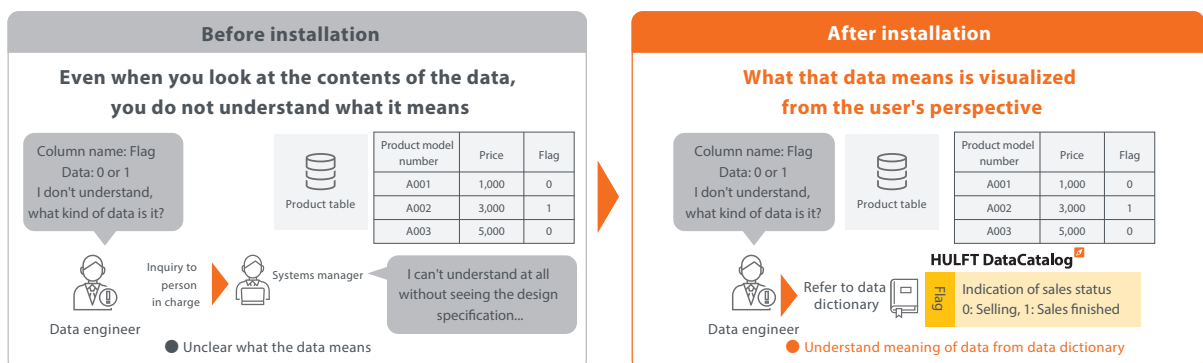 Before installation
Even when you look at the contents of the data,
you do not understand what it means
Column name: Flag
Data: 0 or 1
I don't understand,
what kind of data is it?
Product table
Product model
number
Price
Flag
A001
1,000
0
A002
3,000
1
A003
5,000
0
Data engineer
Inquiry to
person
in charge
Systems manager
I can't understand at all
without seeing the design
specification...
Unclear what the data means
After installation
What that data means is visualized
from the user's perspective
Column name: Flag
Data: 0 or 1
I don't understand,
what kind of data is it?
Product table
Product model
number
Price
Flag
A001
1,000
0
A002
3,000
1
A003
5,000
0
Data engineer
Refer to data
dictionary
HULFT DataCatalog
Flag
Indication of sales status
0: Selling, 1: Sales finished
Understand meaning of data from data dictionary